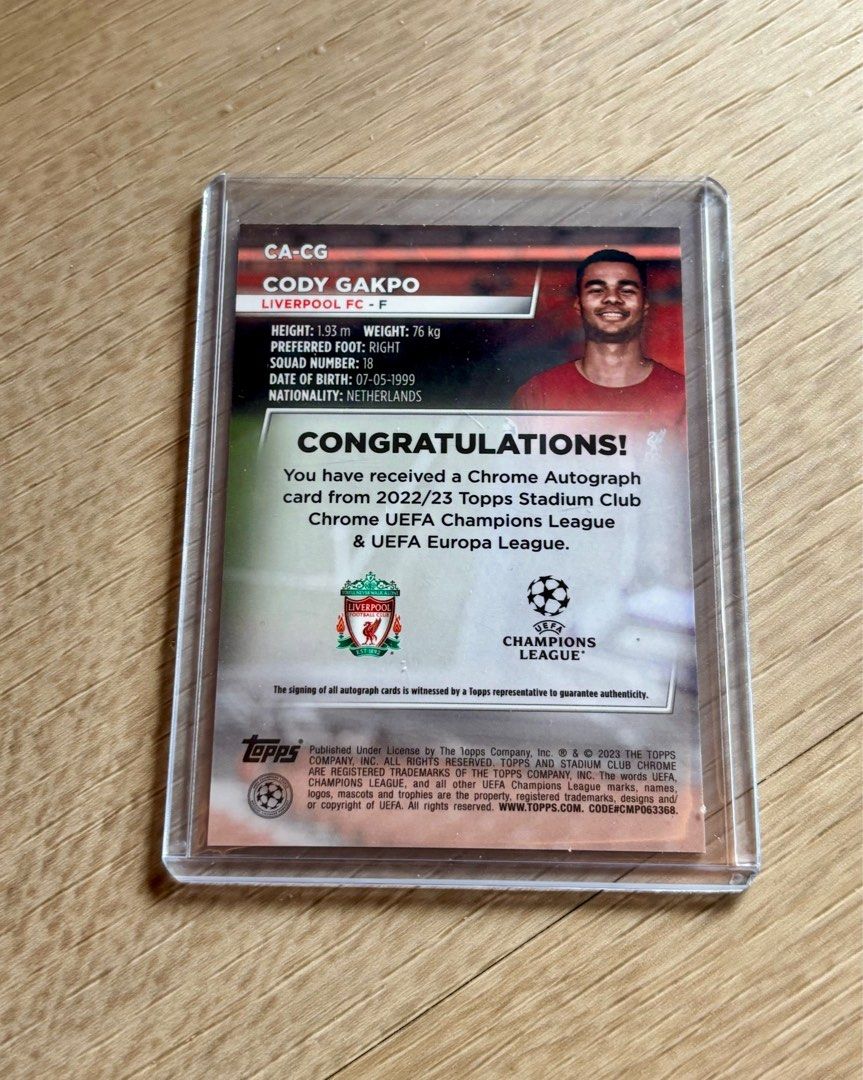 CA-CG
CODY GAKPO
LIVERPOOL FC - F
HEIGHT: 1.93 m WEIGHT: 76 kg
PREFERRED FOOT: RIGHT
SQUAD NUMBER: 18
DATE OF BIRTH: 07-05-1999
NATIONALITY: NETHERLANDS
CONGRATULATIONS!
You have received a Chrome Autograph
card from 2022/23 Topps Stadium Club
Chrome UEFA Champions League
& UEFA Europa League.
YOU'LL NEVER WALK ALONE
LIVERPOOL
FOOTBALL CLUB
EST·1892
UEFA
CHAMPIONS
LEAGUE®
The signing of all autograph cards is witnessed by a Topps representative to guarantee authenticity.
topps®
Published Under License by The Topps Company, Inc. ® & © 2023 THE TOPPS
COMPANY, INC. ALL RIGHTS RESERVED. TOPPS AND STADIUM CLUB CHROME
ARE REGISTERED TRADEMARKS OF THE TOPPS COMPANY, INC. The words UEFA,
CHAMPIONS LEAGUE, and all other UEFA Champions League marks, names,
logos, mascots and trophies are the property, registered trademarks, designs and/
or copyright of UEFA. All rights reserved. WWW.TOPPS.COM. CODE#CMP063368.